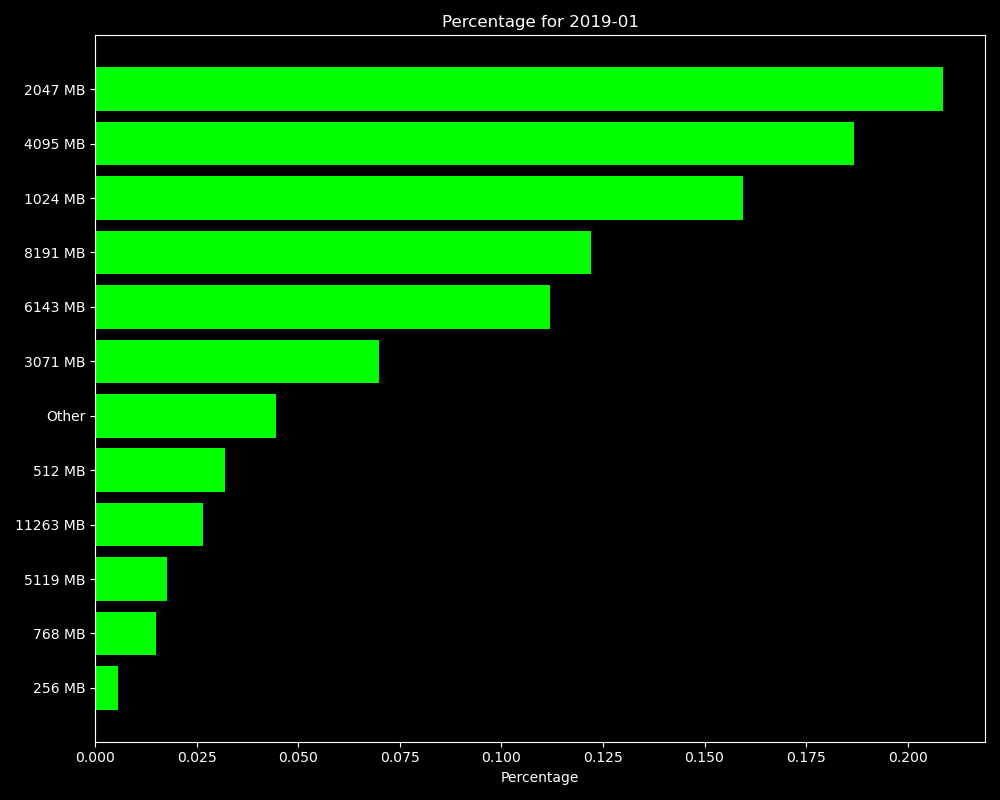 Percentage for 2019-01
2047 MB
4095 MB
1024 MB
8191 MB
6143 MB
3071 MB
Other
512 MB
11263 MB
5119 MB
768 MB
256 MB
0.000 0.025 0.050 0.075 0.100 0.125 0.150 0.175 0.200
Percentage